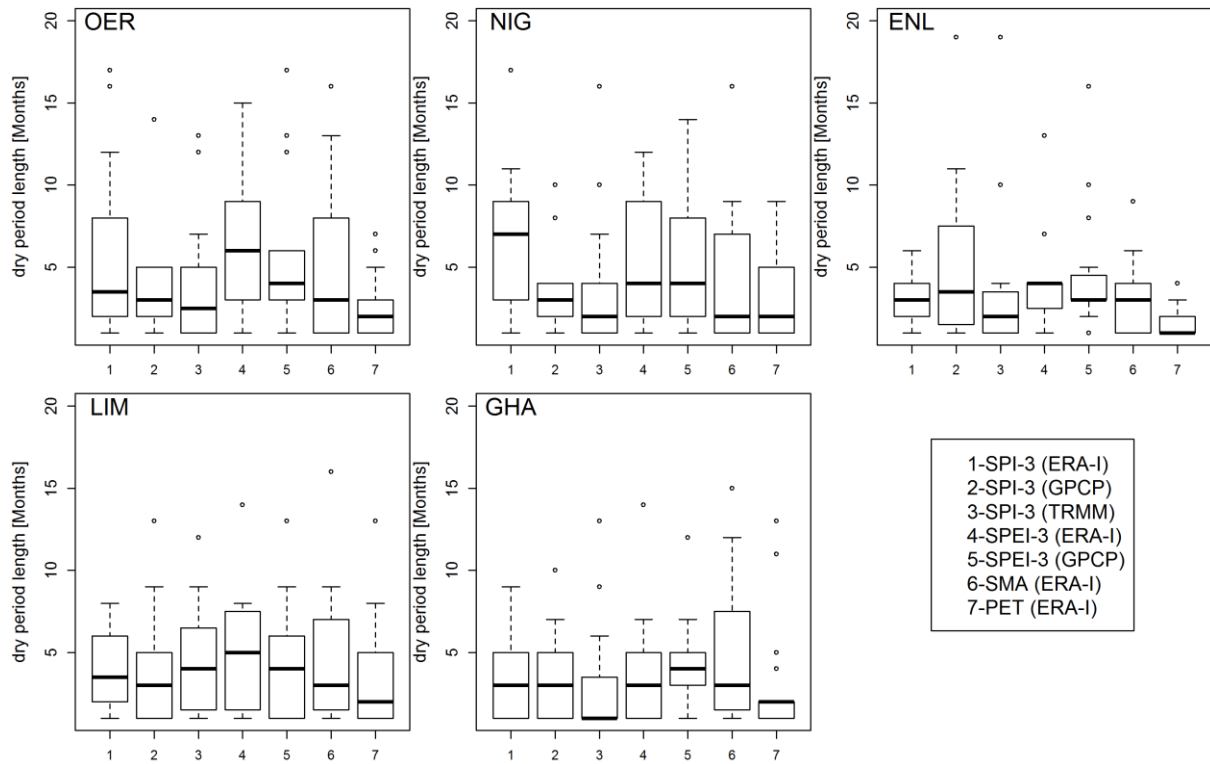 OER
dry period length [Months]
20
15
10
5
1 2 3 4 5 6 7
NIG
dry period length [Months]
20
15
10
5
1 2 3 4 5 6 7
ENL
dry period length [Months]
20
15
10
5
1 2 3 4 5 6 7
LIM
dry period length [Months]
20
15
10
5
1 2 3 4 5 6 7
GHA
dry period length [Months]
20
15
10
5
1 2 3 4 5 6 7
1-SPI-3 (ERA-I)
2-SPI-3 (GPCP)
3-SPI-3 (TRMM)
4-SPEI-3 (ERA-I)
5-SPEI-3 (GPCP)
6-SMA (ERA-I)
7-PET (ERA-I)